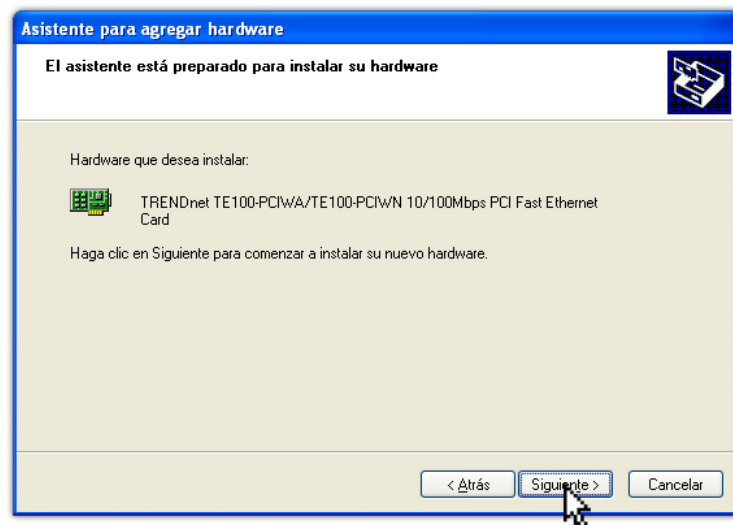 Asistente para agregar hardware
El asistente está preparado para instalar su hardware
Hardware que desea instalar:
TRENDnet TE100-PCIWA/TE100-PCIWN 10/100Mbps PCI Fast Ethernet
Card
Haga clic en Siguiente para comenzar a instalar su nuevo hardware.
< Atrás Siguiente > Cancelar